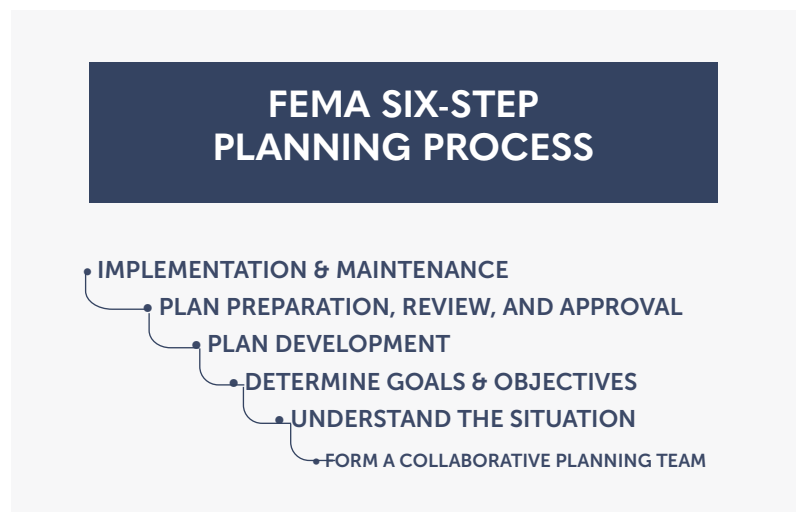 FEMA SIX-STEP
PLANNING PROCESS
IMPLEMENTATION & MAINTENANCE
PLAN PREPARATION, REVIEW, AND APPROVAL
PLAN DEVELOPMENT
DETERMINE GOALS & OBJECTIVES
UNDERSTAND THE SITUATION
FORM A COLLABORATIVE PLANNING TEAM